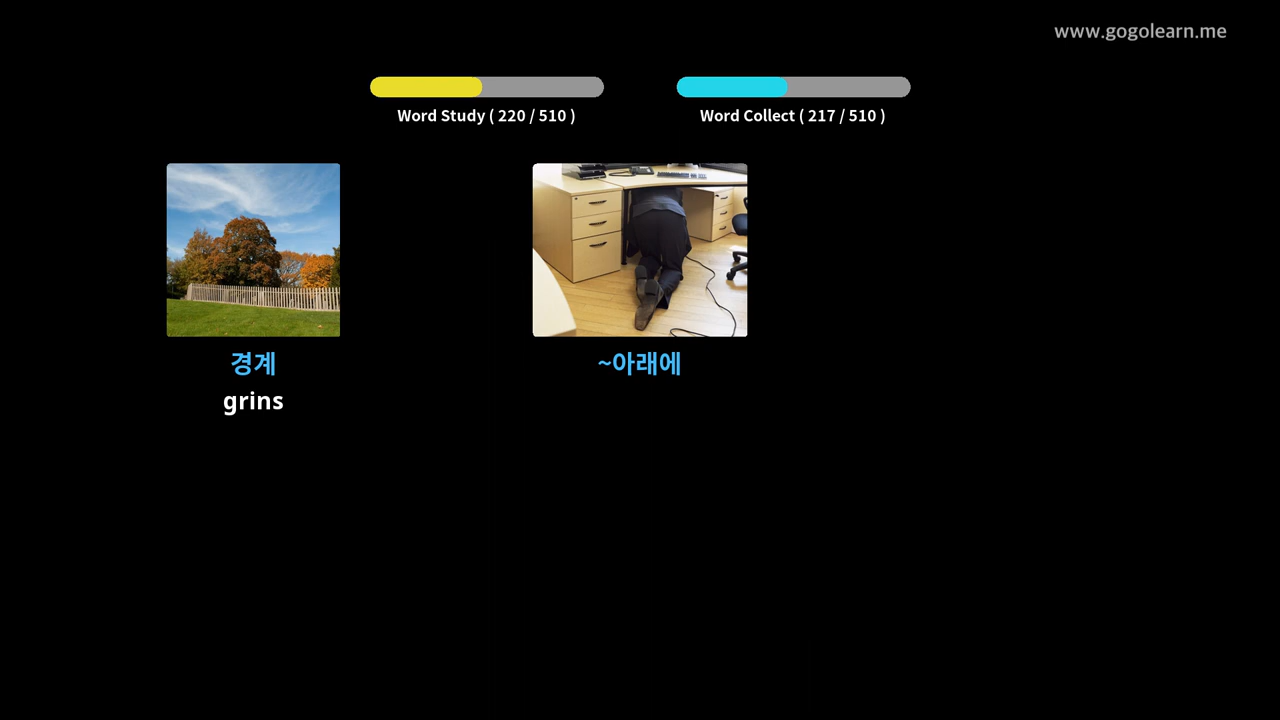 www.gogolearn.me
Word Study ( 220 / 510 )
Word Collect ( 217 / 510 )
경계
grins
~아래에